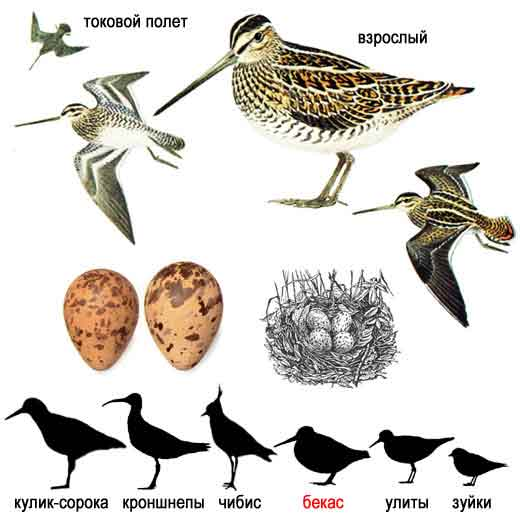 токовой полет
взрослый
кулик-сорока кроншнепы чибис бекас улиты зуйки